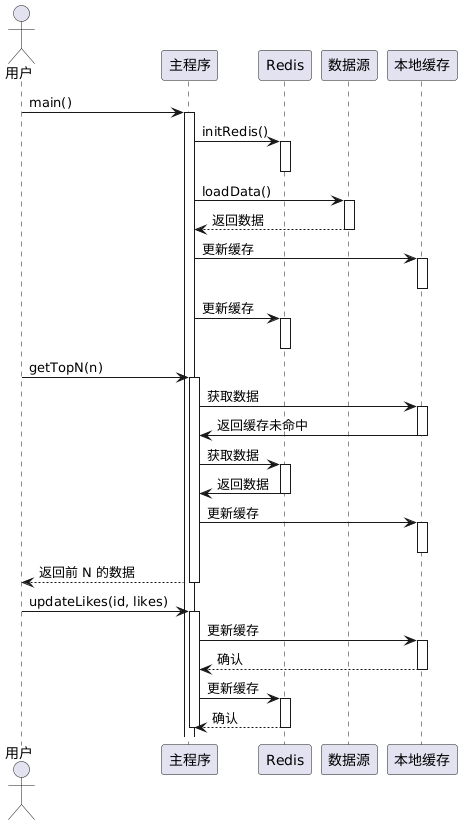 用户
主程序
Redis
数据源
本地缓存
main()
initRedis()
loadData()
返回数据
更新缓存
更新缓存
getTopN(n)
获取数据
返回缓存未命中
获取数据
返回数据
更新缓存
返回前 N 的数据
updateLikes(id, likes)
更新缓存
确认
更新缓存
确认
用户
主程序
Redis
数据源
本地缓存